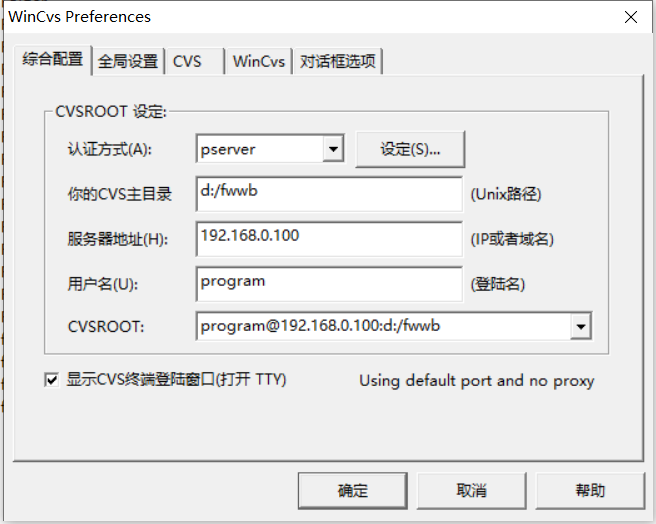 WinCvs Preferences
综合配置 全局设置 CVS WinCvs 对话框选项
CVSROOT 设定:
认证方式(A): pserver 设定(S)...
你的CVS主目录 d:/fwwb (Unix路径)
服务器地址(H): 192.168.0.100 (IP或者域名)
用户名(U): program (登陆名)
CVSROOT: program@192.168.0.100:d:/fwwb
显示CVS终端登陆窗口(打开 TTY) Using default port and no proxy
确定 取消 帮助